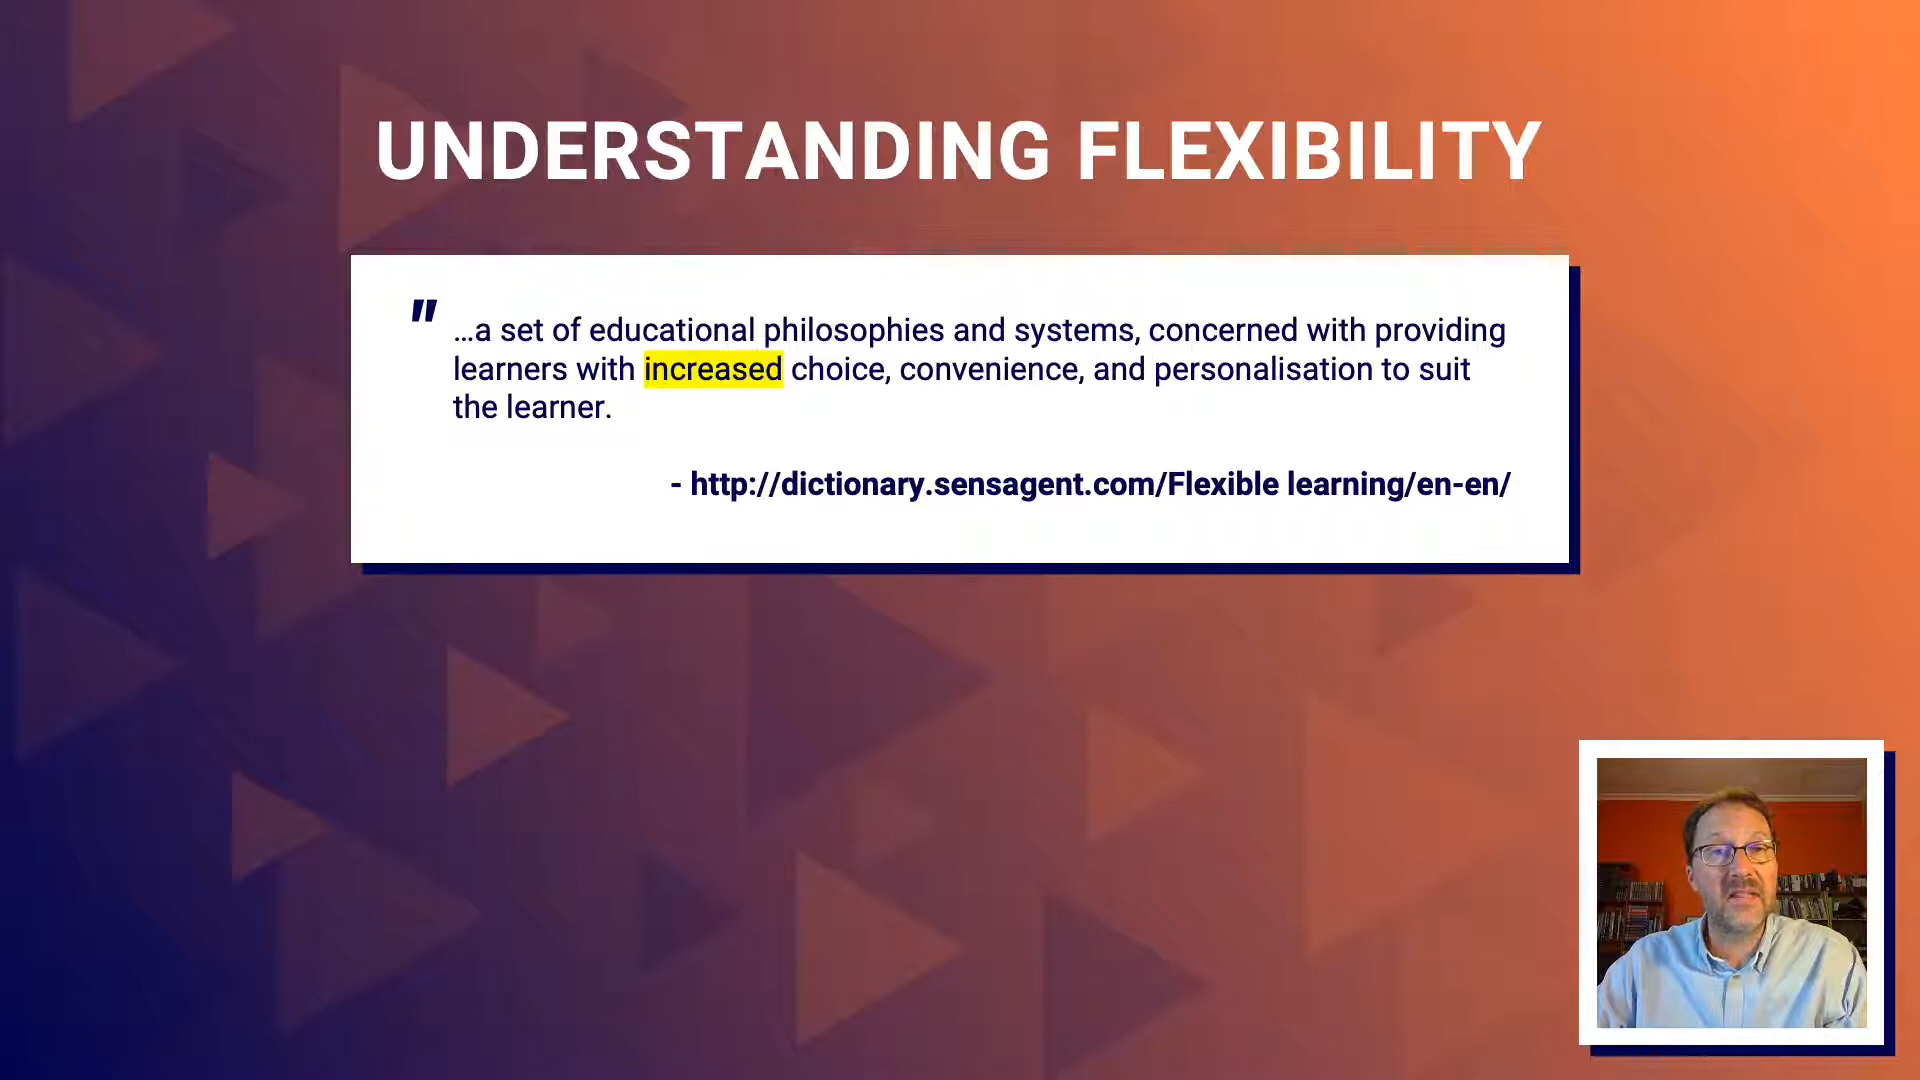 UNDERSTANDING FLEXIBILITY
" ...a set of educational philosophies and systems, concerned with providing
learners with increased choice, convenience, and personalisation to suit
the learner.
- http://dictionary.sensagent.com/Flexible learning/en-en/